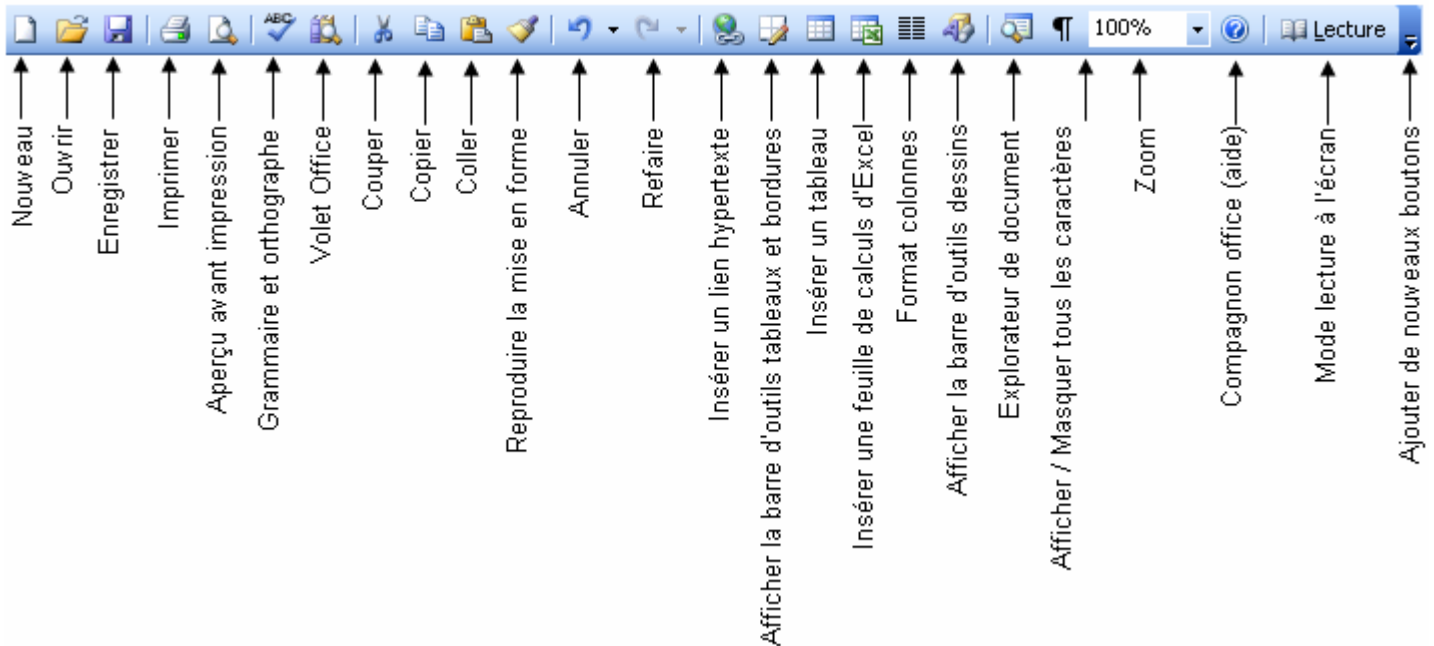 ABC
¶
100%
Lecture
Nouveau
Ouvrir
Enregistrer
Imprimer
Aperçu avant impression
Grammaire et orthographe
Volet Office
Couper
Copier
Coller
Reproduire la mise en forme
Annuler
Refaire
Insérer un lien hypertexte
Afficher la barre d'outils tableaux et bordures
Insérer un tableau
Insérer une feuille de calculs d'Excel
Format colonnes
Afficher la barre d'outils dessins
Explorateur de document
Afficher / Masquer tous les caractères
Zoom
Compagnon office (aide)
Mode lecture à l'écran
Ajouter de nouveaux boutons